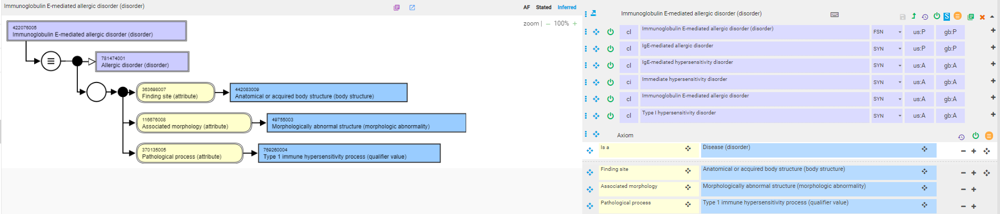 Immunoglobulin E-mediated allergic disorder (disorder)
AF Stated Inferred
zoom | − 100% +
422076005
Immunoglobulin E-mediated allergic disorder (disorder)
781474001
Allergic disorder (disorder)
363698007
Finding site (attribute)
442083009
Anatomical or acquired body structure (body structure)
116676008
Associated morphology (attribute)
49755003
Morphologically abnormal structure (morphologic abnormality)
370135005
Pathological process (attribute)
769260004
Type 1 immune hypersensitivity process (qualifier value)
Immunoglobulin E-mediated allergic disorder (disorder)
S
cI Immunoglobulin E-mediated allergic disorder (disorder) FSN us:P gb:P
cI IgE-mediated allergic disorder SYN us:P gb:P
cI IgE-mediated hypersensitivity disorder SYN us:A gb:A
ci Immediate hypersensitivity disorder SYN us:A gb:A
cI Immunoglobulin E-mediated allergic disorder SYN us:A gb:A
cI Type I hypersensitivity disorder SYN us:A gb:A
Axiom
Is a Disease (disorder)
Finding site Anatomical or acquired body structure (body structure)
Associated morphology Morphologically abnormal structure (morphologic abnormality)
Pathological process Type 1 immune hypersensitivity process (qualifier value)